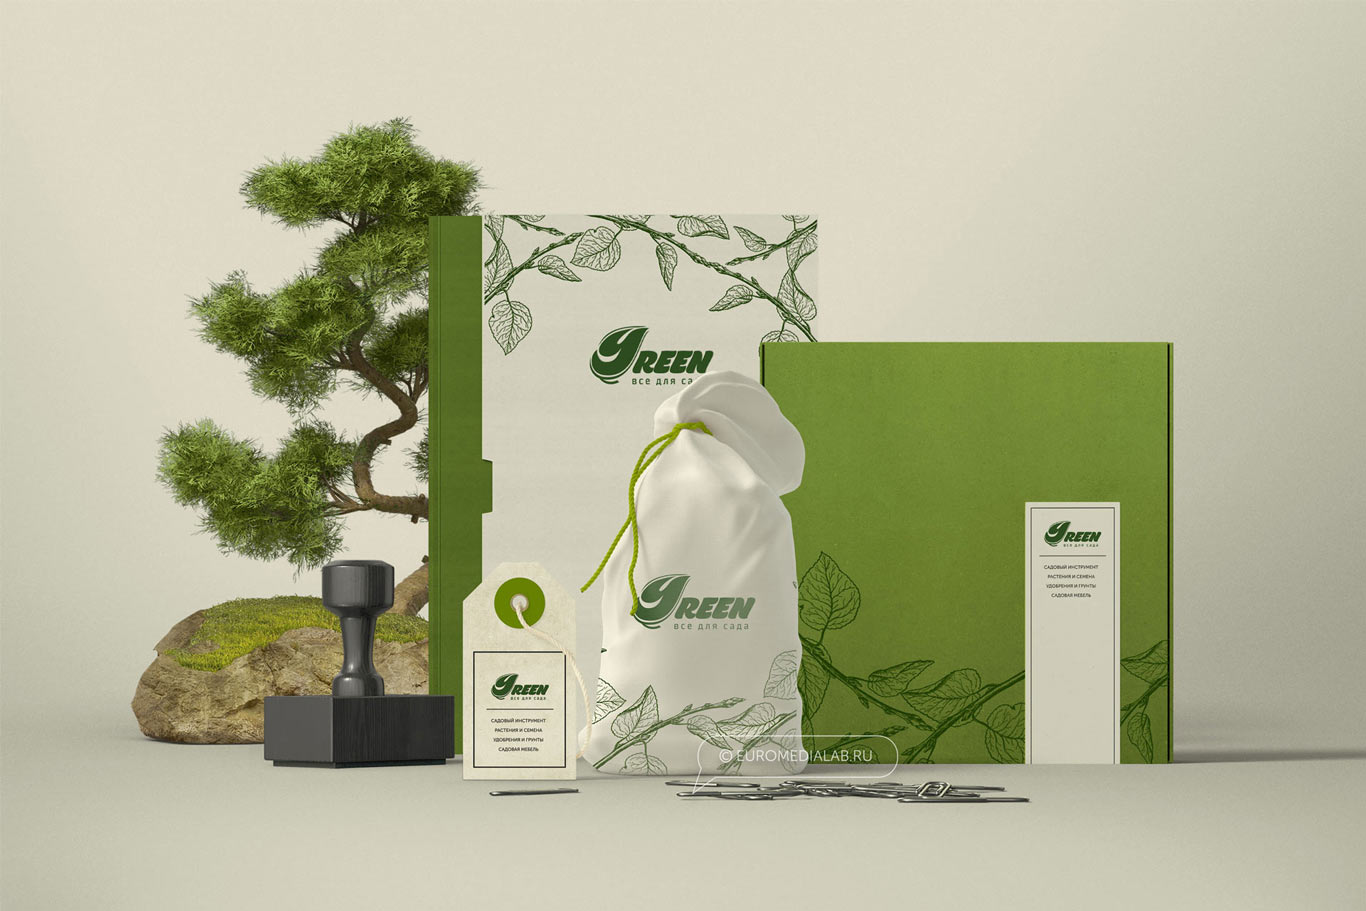 GREEN
все для са
GREEN
все для сада
GREEN
все для сада
САДОВЫЙ ИНСТРУМЕНТ
РАСТЕНИЯ И СЕМЕНА
УДОБРЕНИЯ И ГРУНТЫ
САДОВАЯ МЕБЕЛЬ
GREEN
все для сада
САДОВЫЙ ИНСТРУМЕНТ
РАСТЕНИЯ И СЕМЕНА
УДОБРЕНИЯ И ГРУНТЫ
САДОВАЯ МЕБЕЛЬ
© EUROMEDIALAB.RU